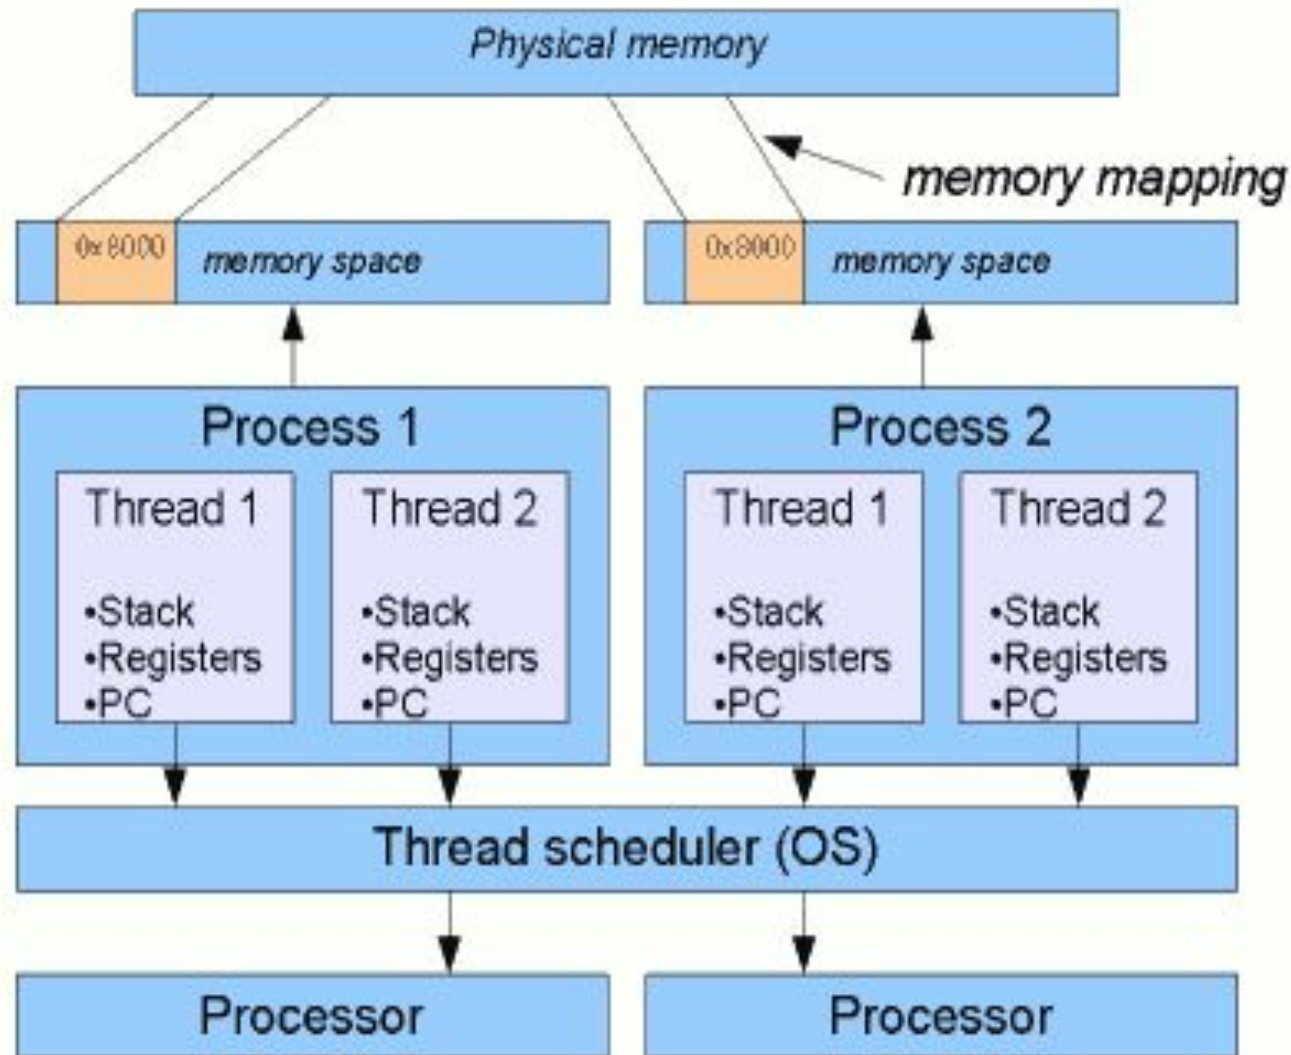 Physical memory
memory mapping
0x8000
memory space
0x8000
memory space
Process 1
Process 2
Thread 1
•Stack
•Registers
•PC
Thread 2
•Stack
•Registers
•PC
Thread 1
•Stack
•Registers
•PC
Thread 2
•Stack
•Registers
•PC
Thread scheduler (OS)
Processor
Processor